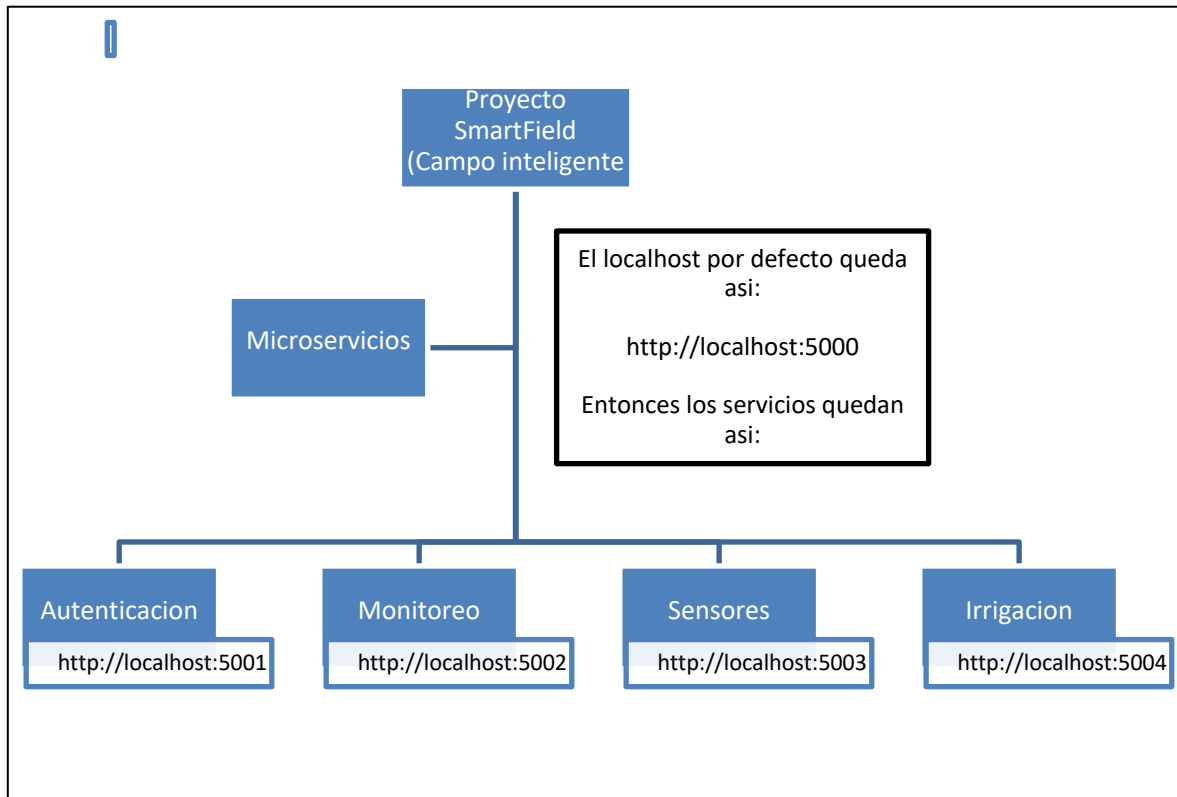 Proyecto
SmartField
(Campo inteligente
El localhost por defecto queda
asi:
http://localhost:5000
Entonces los servicios quedan
asi:
Microservicios
Autenticacion
http://localhost:5001
Monitoreo
http://localhost:5002
Sensores
http://localhost:5003
Irrigacion
http://localhost:5004